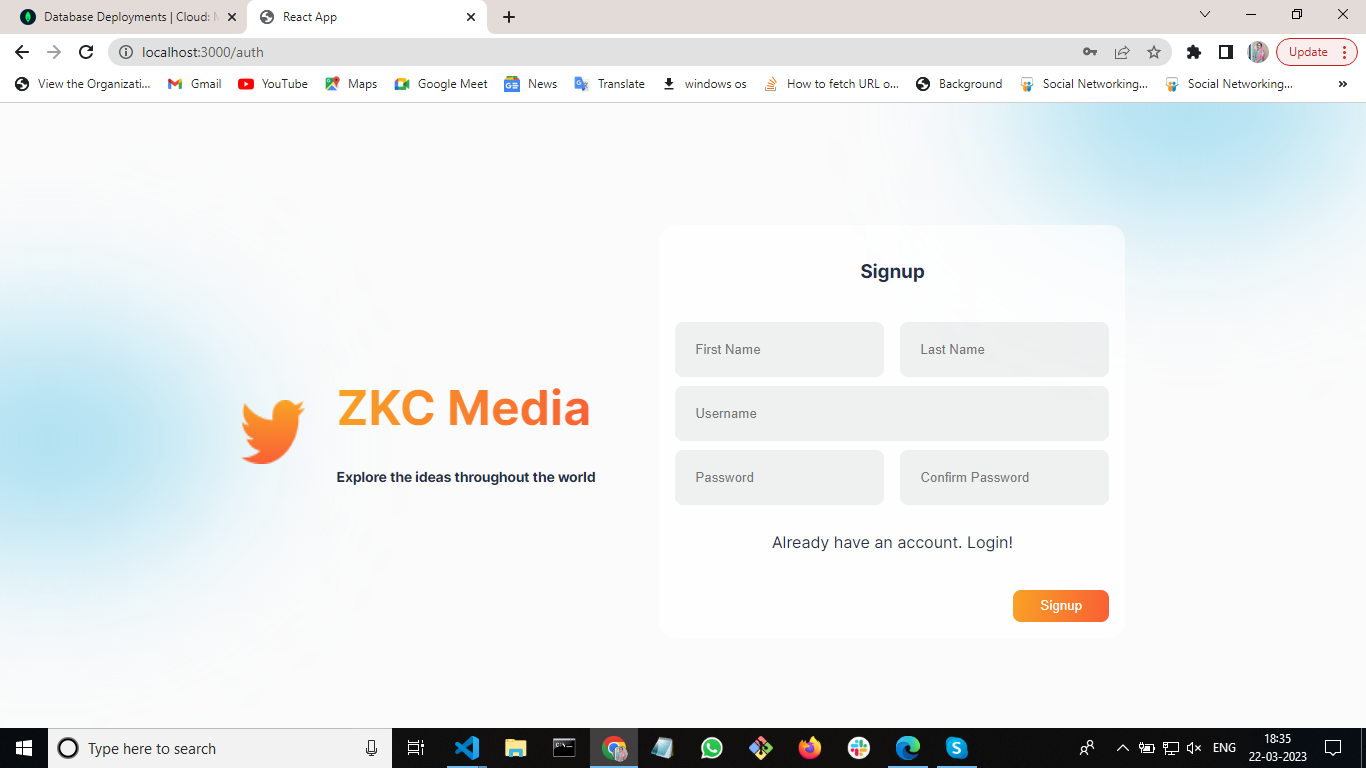 Database Deployments | Cloud: M
React App
localhost:3000/auth
Update
View the Organizati...
Gmail
YouTube
Maps
Google Meet
News
Translate
windows os
How to fetch URL o...
Background
Social Networking...
Social Networking...
»
Signup
First Name
Last Name
ZKC Media
Username
Explore the ideas throughout the world
Password
Confirm Password
Already have an account. Login!
Signup
Type here to search
ENG
18:35
22-03-2023